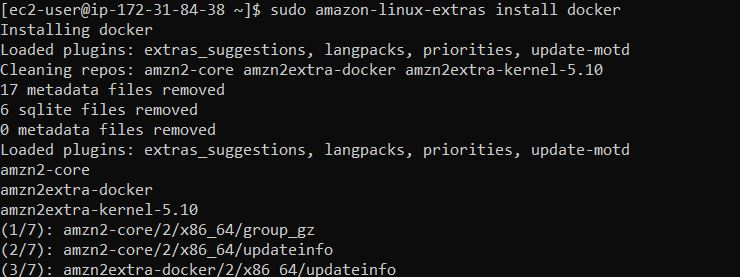 [ec2-user@ip-172-31-84-38 ~]$ sudo amazon-linux-extras install docker
Installing docker
Loaded plugins: extras_suggestions, langpacks, priorities, update-motd
Cleaning repos: amzn2-core amzn2extra-docker amzn2extra-kernel-5.10
17 metadata files removed
6 sqlite files removed
0 metadata files removed
Loaded plugins: extras_suggestions, langpacks, priorities, update-motd
amzn2-core
amzn2extra-docker
amzn2extra-kernel-5.10
(1/7): amzn2-core/2/x86_64/group_gz
(2/7): amzn2-core/2/x86_64/updateinfo
(3/7): amzn2extra-docker/2/x86_64/updateinfo